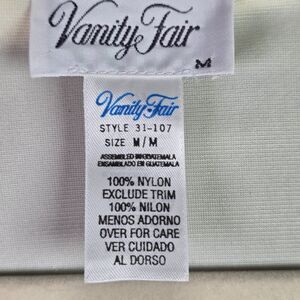 Vanity Fair
M
Vanity Fair
STYLE 31-107
SIZE M/M
ASSEMBLED IN GUATEMALA
ENSAMBLADO EN GUATEMALA
100% NYLON
EXCLUDE TRIM
100% NILON
MENOS ADORNO
OVER FOR CARE
VER CUIDADO
AL DORSO